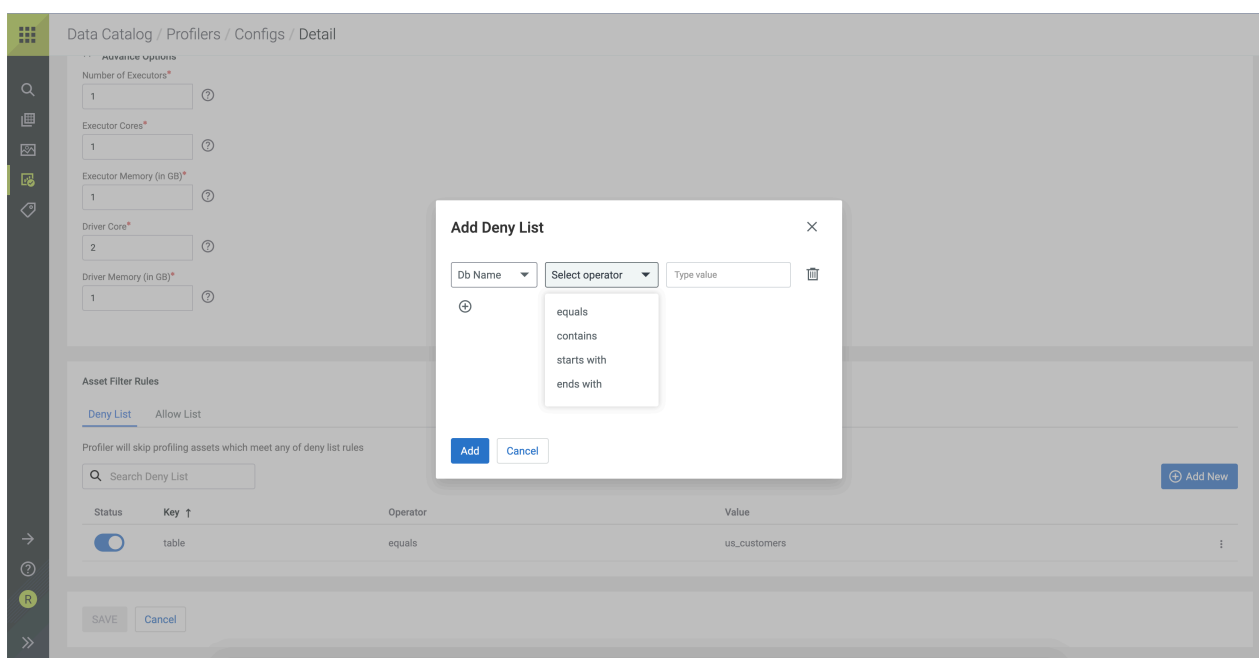 Data Catalog / Profilers / Configs / Detail
Advance Options
Number of Executors*
1
Executor Cores*
1
Executor Memory (in GB)*
1
Driver Core*
2
Driver Memory (in GB)*
1
Add Deny List
Db Name Select operator Type value
equals
contains
starts with
ends with
Add Cancel
Asset Filter Rules
Deny List Allow List
Profiler will skip profiling assets which meet any of deny list rules
Search Deny List Add New
Status Key ↑ Operator Value
table equals us_customers
R
SAVE Cancel